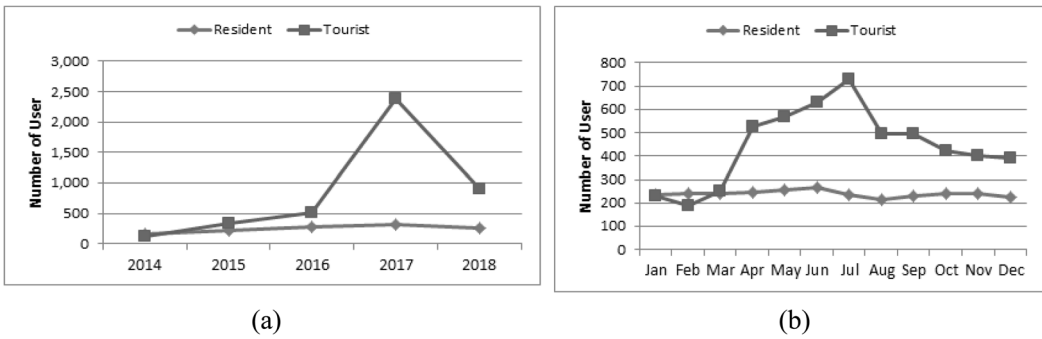 Resident Tourist
Number of User
3,000
2,500
2,000
1,500
1,000
500
0
2014 2015 2016 2017 2018
(a)
Resident Tourist
Number of User
800
700
600
500
400
300
200
100
0
Jan Feb Mar Apr May Jun Jul Aug Sep Oct Nov Dec
(b)